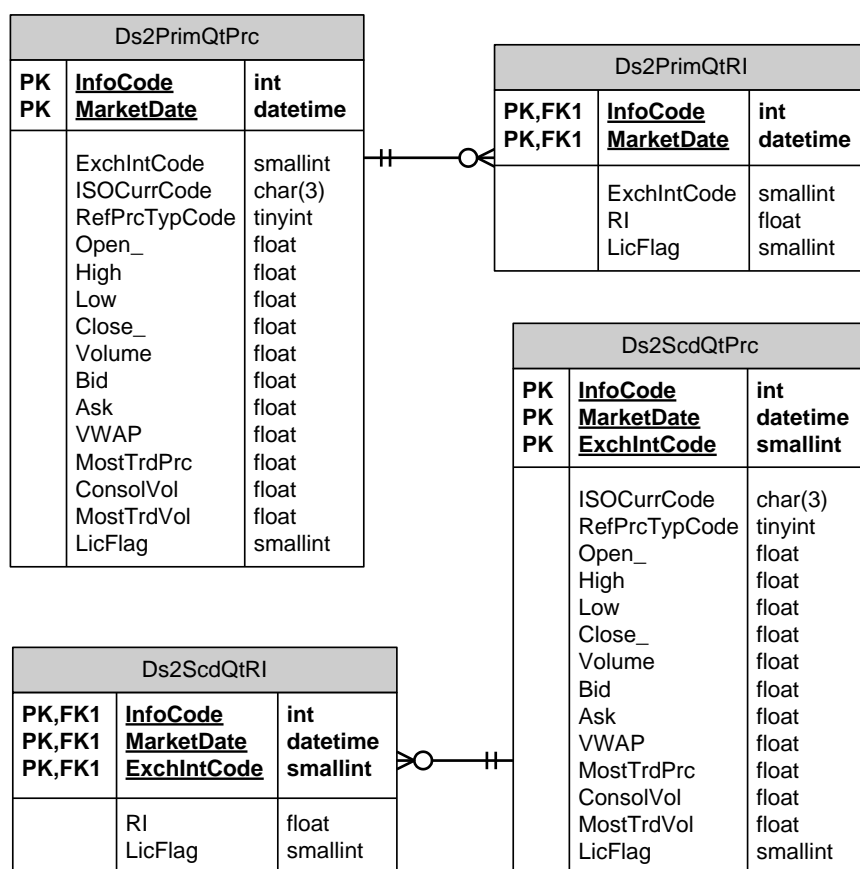 Ds2PrimQtPrc
PK InfoCode int
PK MarketDate datetime
ExchIntCode smallint
ISOCurrCode char(3)
RefPrcTypCode tinyint
Open_ float
High float
Low float
Close_ float
Volume float
Bid float
Ask float
VWAP float
MostTrdPrc float
ConsolVol float
MostTrdVol float
LicFlag smallint
Ds2PrimQtRI
PK,FK1 InfoCode int
PK,FK1 MarketDate datetime
ExchIntCode smallint
RI float
LicFlag smallint
Ds2ScdQtPrc
PK InfoCode int
PK MarketDate datetime
PK ExchIntCode smallint
ISOCurrCode char(3)
RefPrcTypCode tinyint
Open_ float
High float
Low float
Close_ float
Volume float
Bid float
Ask float
VWAP float
MostTrdPrc float
ConsolVol float
MostTrdVol float
LicFlag smallint
Ds2ScdQtRI
PK,FK1 InfoCode int
PK,FK1 MarketDate datetime
PK,FK1 ExchIntCode smallint
RI float
LicFlag smallint